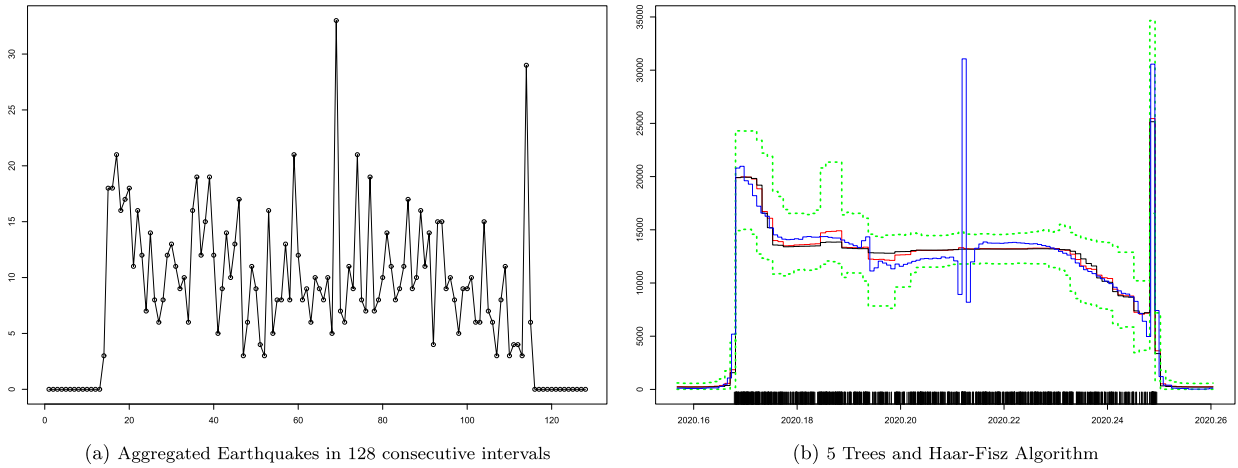 0 5 10 15 20 25 30
0 20 40 60 80 100 120
(a) Aggregated Earthquakes in 128 consecutive intervals
0 5000 10000 15000 20000 25000 30000 35000
2020.16 2020.18 2020.20 2020.22 2020.24 2020.26
(b) 5 Trees and Haar-Fisz Algorithm